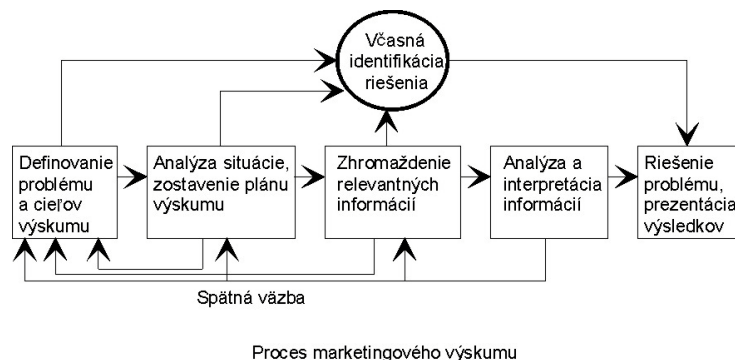 Včasná
identifikácia
riešenia
Definovanie
problému
a cieľov
výskumu
Analýza situácie,
zostavenie plánu
výskumu
Zhromaždenie
relevantných
informácií
Analýza a
interpretácia
informácií
Riešenie
problému,
prezentácia
výsledkov
Spätná väzba
Proces marketingového výskumu